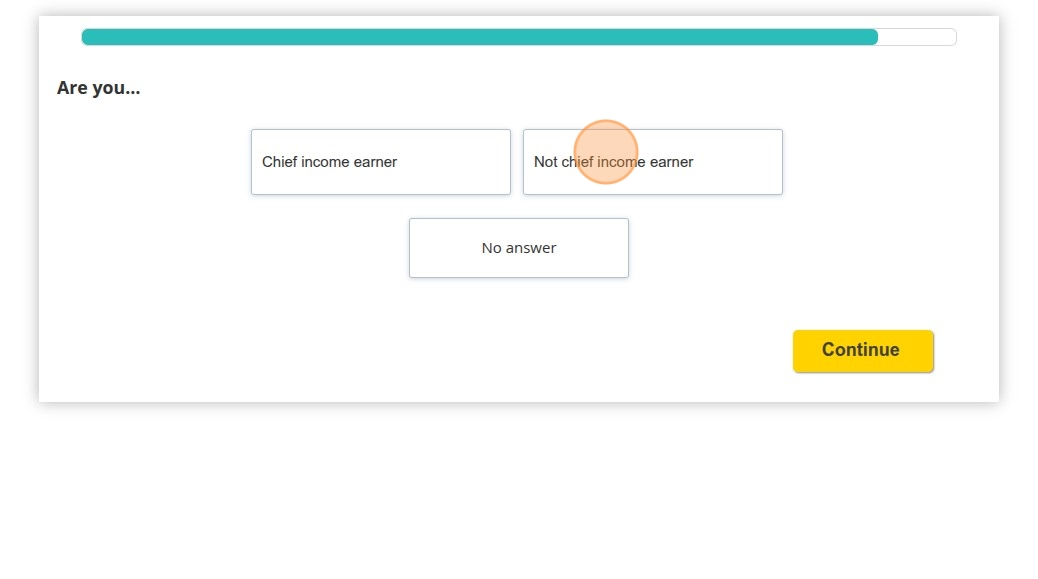 Are you...
Chief income earner
Not chief income earner
No answer
Continue